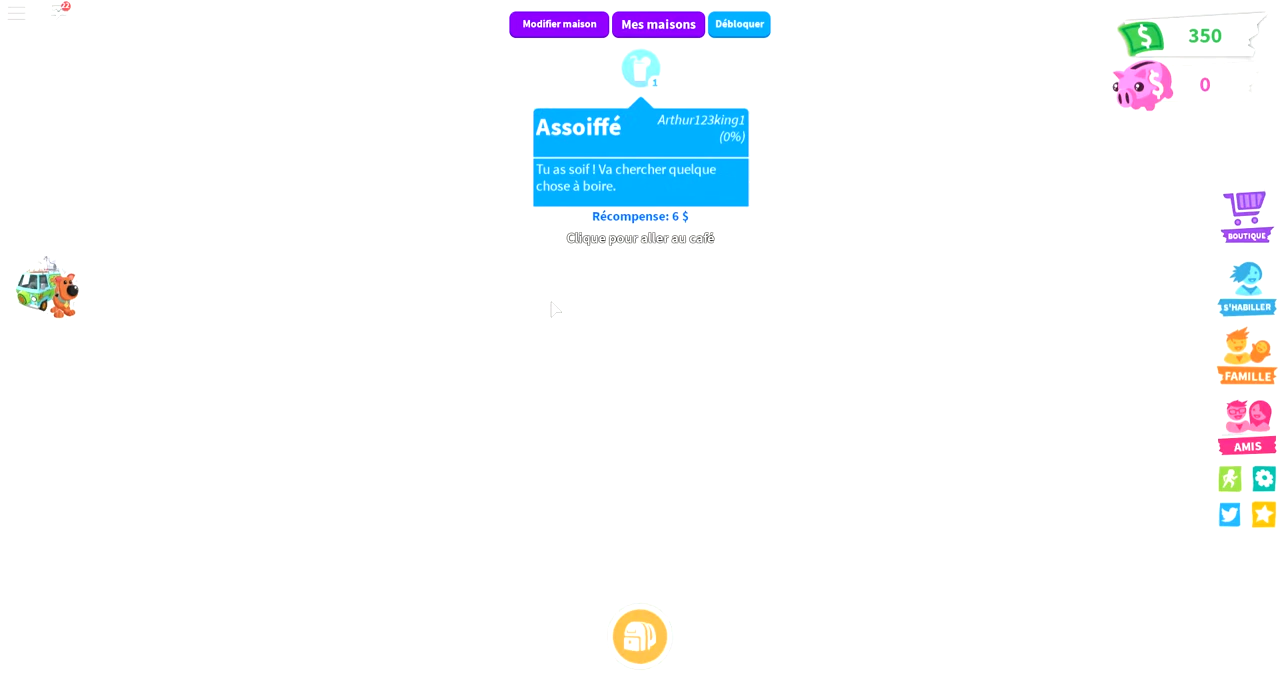 22
Modifier maison
Mes maisons
Débloquer
$ 350
$ 0
1
Assoiffé
Arthur123king1
(0%)
Tu as soif ! Va chercher quelque
chose à boire.
Récompense: 6 $
Clique pour aller au café
BOUTIQUE
S'HABILLER
FAMILLE
AMIS